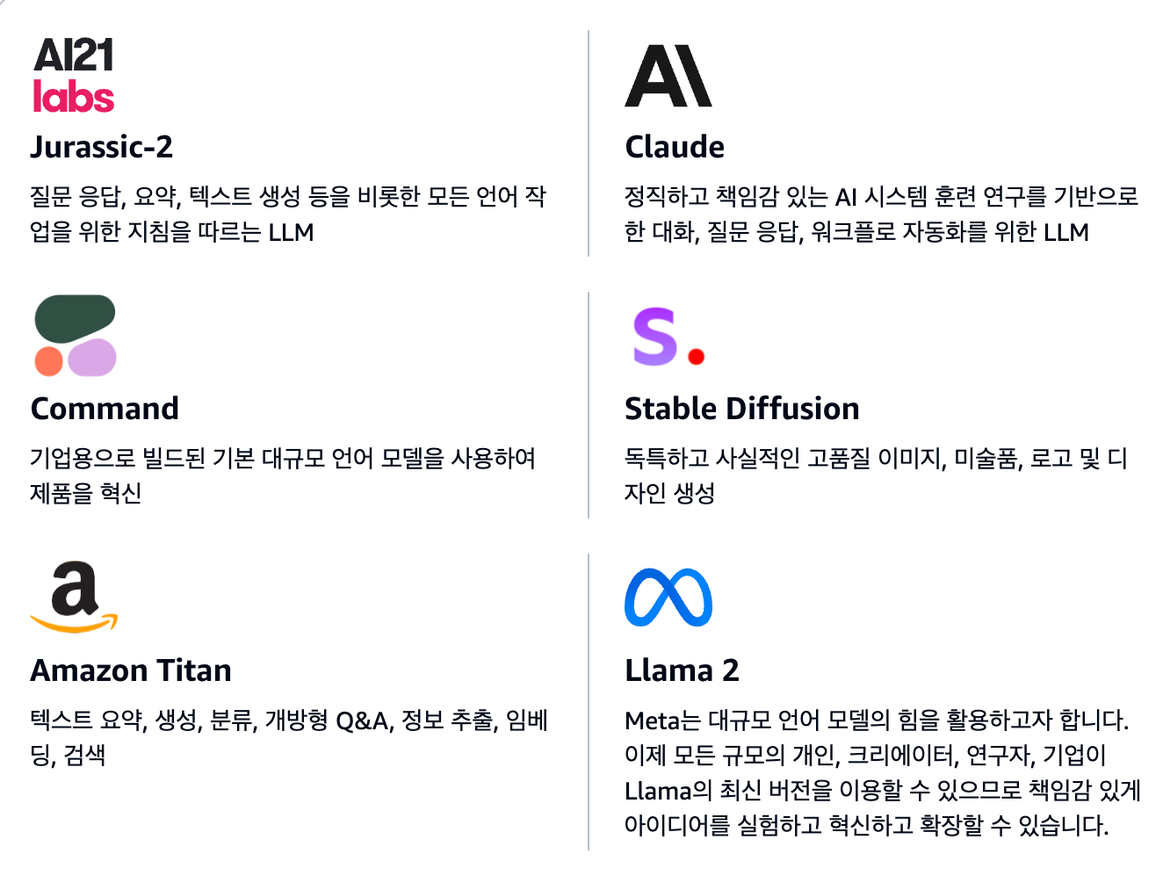 AI21
labs
Jurassic-2
질문 응답, 요약, 텍스트 생성 등을 비롯한 모든 언어 작
업을 위한 지침을 따르는 LLM
A\
Claude
정직하고 책임감 있는 AI 시스템 훈련 연구를 기반으로
한 대화, 질문 응답, 워크플로 자동화를 위한 LLM
Command
기업용으로 빌드된 기본 대규모 언어 모델을 사용하여
제품을 혁신
S.
Stable Diffusion
독특하고 사실적인 고품질 이미지, 미술품, 로고 및 디
자인 생성
a
Amazon Titan
텍스트 요약, 생성, 분류, 개방형 Q&A, 정보 추출, 임베
딩, 검색
Llama 2
Meta는 대규모 언어 모델의 힘을 활용하고자 합니다.
이제 모든 규모의 개인, 크리에이터, 연구자, 기업이
Llama의 최신 버전을 이용할 수 있으므로 책임감 있게
아이디어를 실험하고 혁신하고 확장할 수 있습니다.